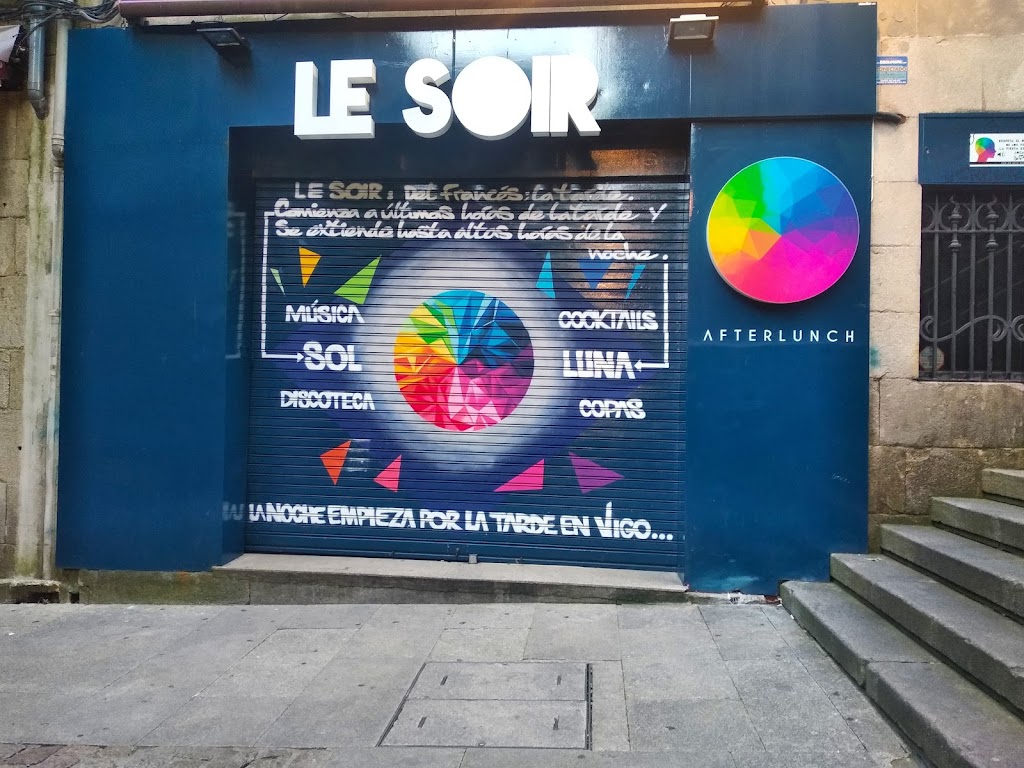 LE SOIR
LE SOIR: Del francés: la tarde.
Comienza a últimas horas de la tarde y
Se extiende hasta altas horas de la
noche.
MÚSICA
COCKTAILS
SOL
LUNA
DISCOTECA
COPAS
LA NOCHE EMPIEZA POR LA TARDE EN VIGO...
AFTERLUNCH